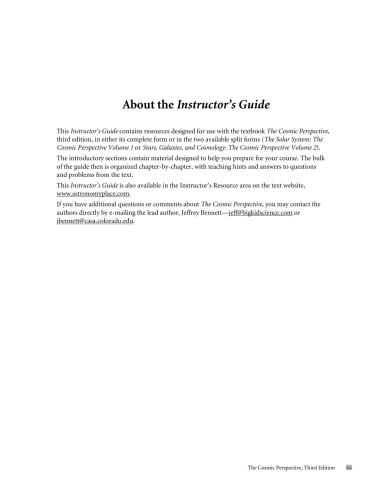 About the Instructor's Guide
This Instructor's Guide contains resources designed for use with the textbook The Cosmic Perspective,
third edition, in either its complete form or in the two available split forms (The Solar System: The
Cosmic Perspective Volume 1 or Stars, Galaxies, and Cosmology: The Cosmic Perspective Volume 2).
The introductory sections contain material designed to help you prepare for your course. The bulk
of the guide then is organized chapter-by-chapter, with teaching hints and answers to questions
and problems from the text.
This Instructor's Guide is also available in the Instructor's Resource area on the text website,
www.astronomyplace.com.
If you have additional questions or comments about The Cosmic Perspective, you may contact the
authors directly by e-mailing the lead author, Jeffrey Bennett—jeff@bigkidscience.com or
jbennett@casa.colorado.edu.
The Cosmic Perspective, Third Edition iii